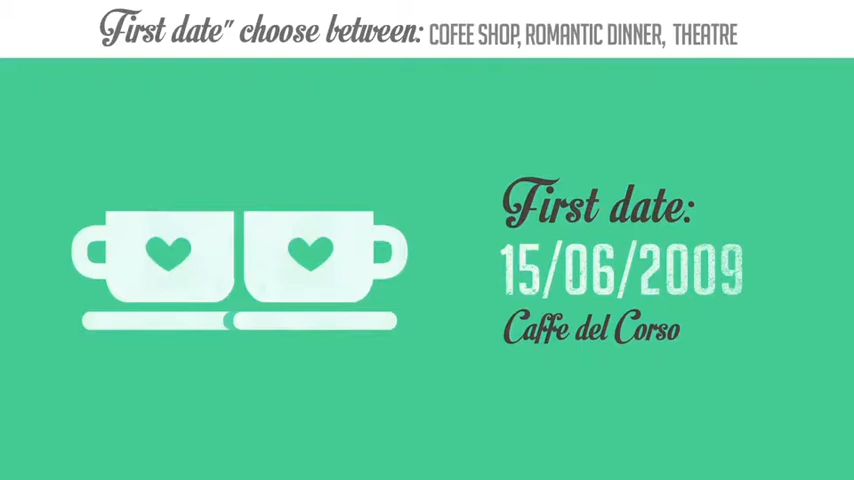 First date" choose between: COFEE SHOP, ROMANTIC DINNER, THEATRE
First date:
15/06/2009
Caffe del Corso